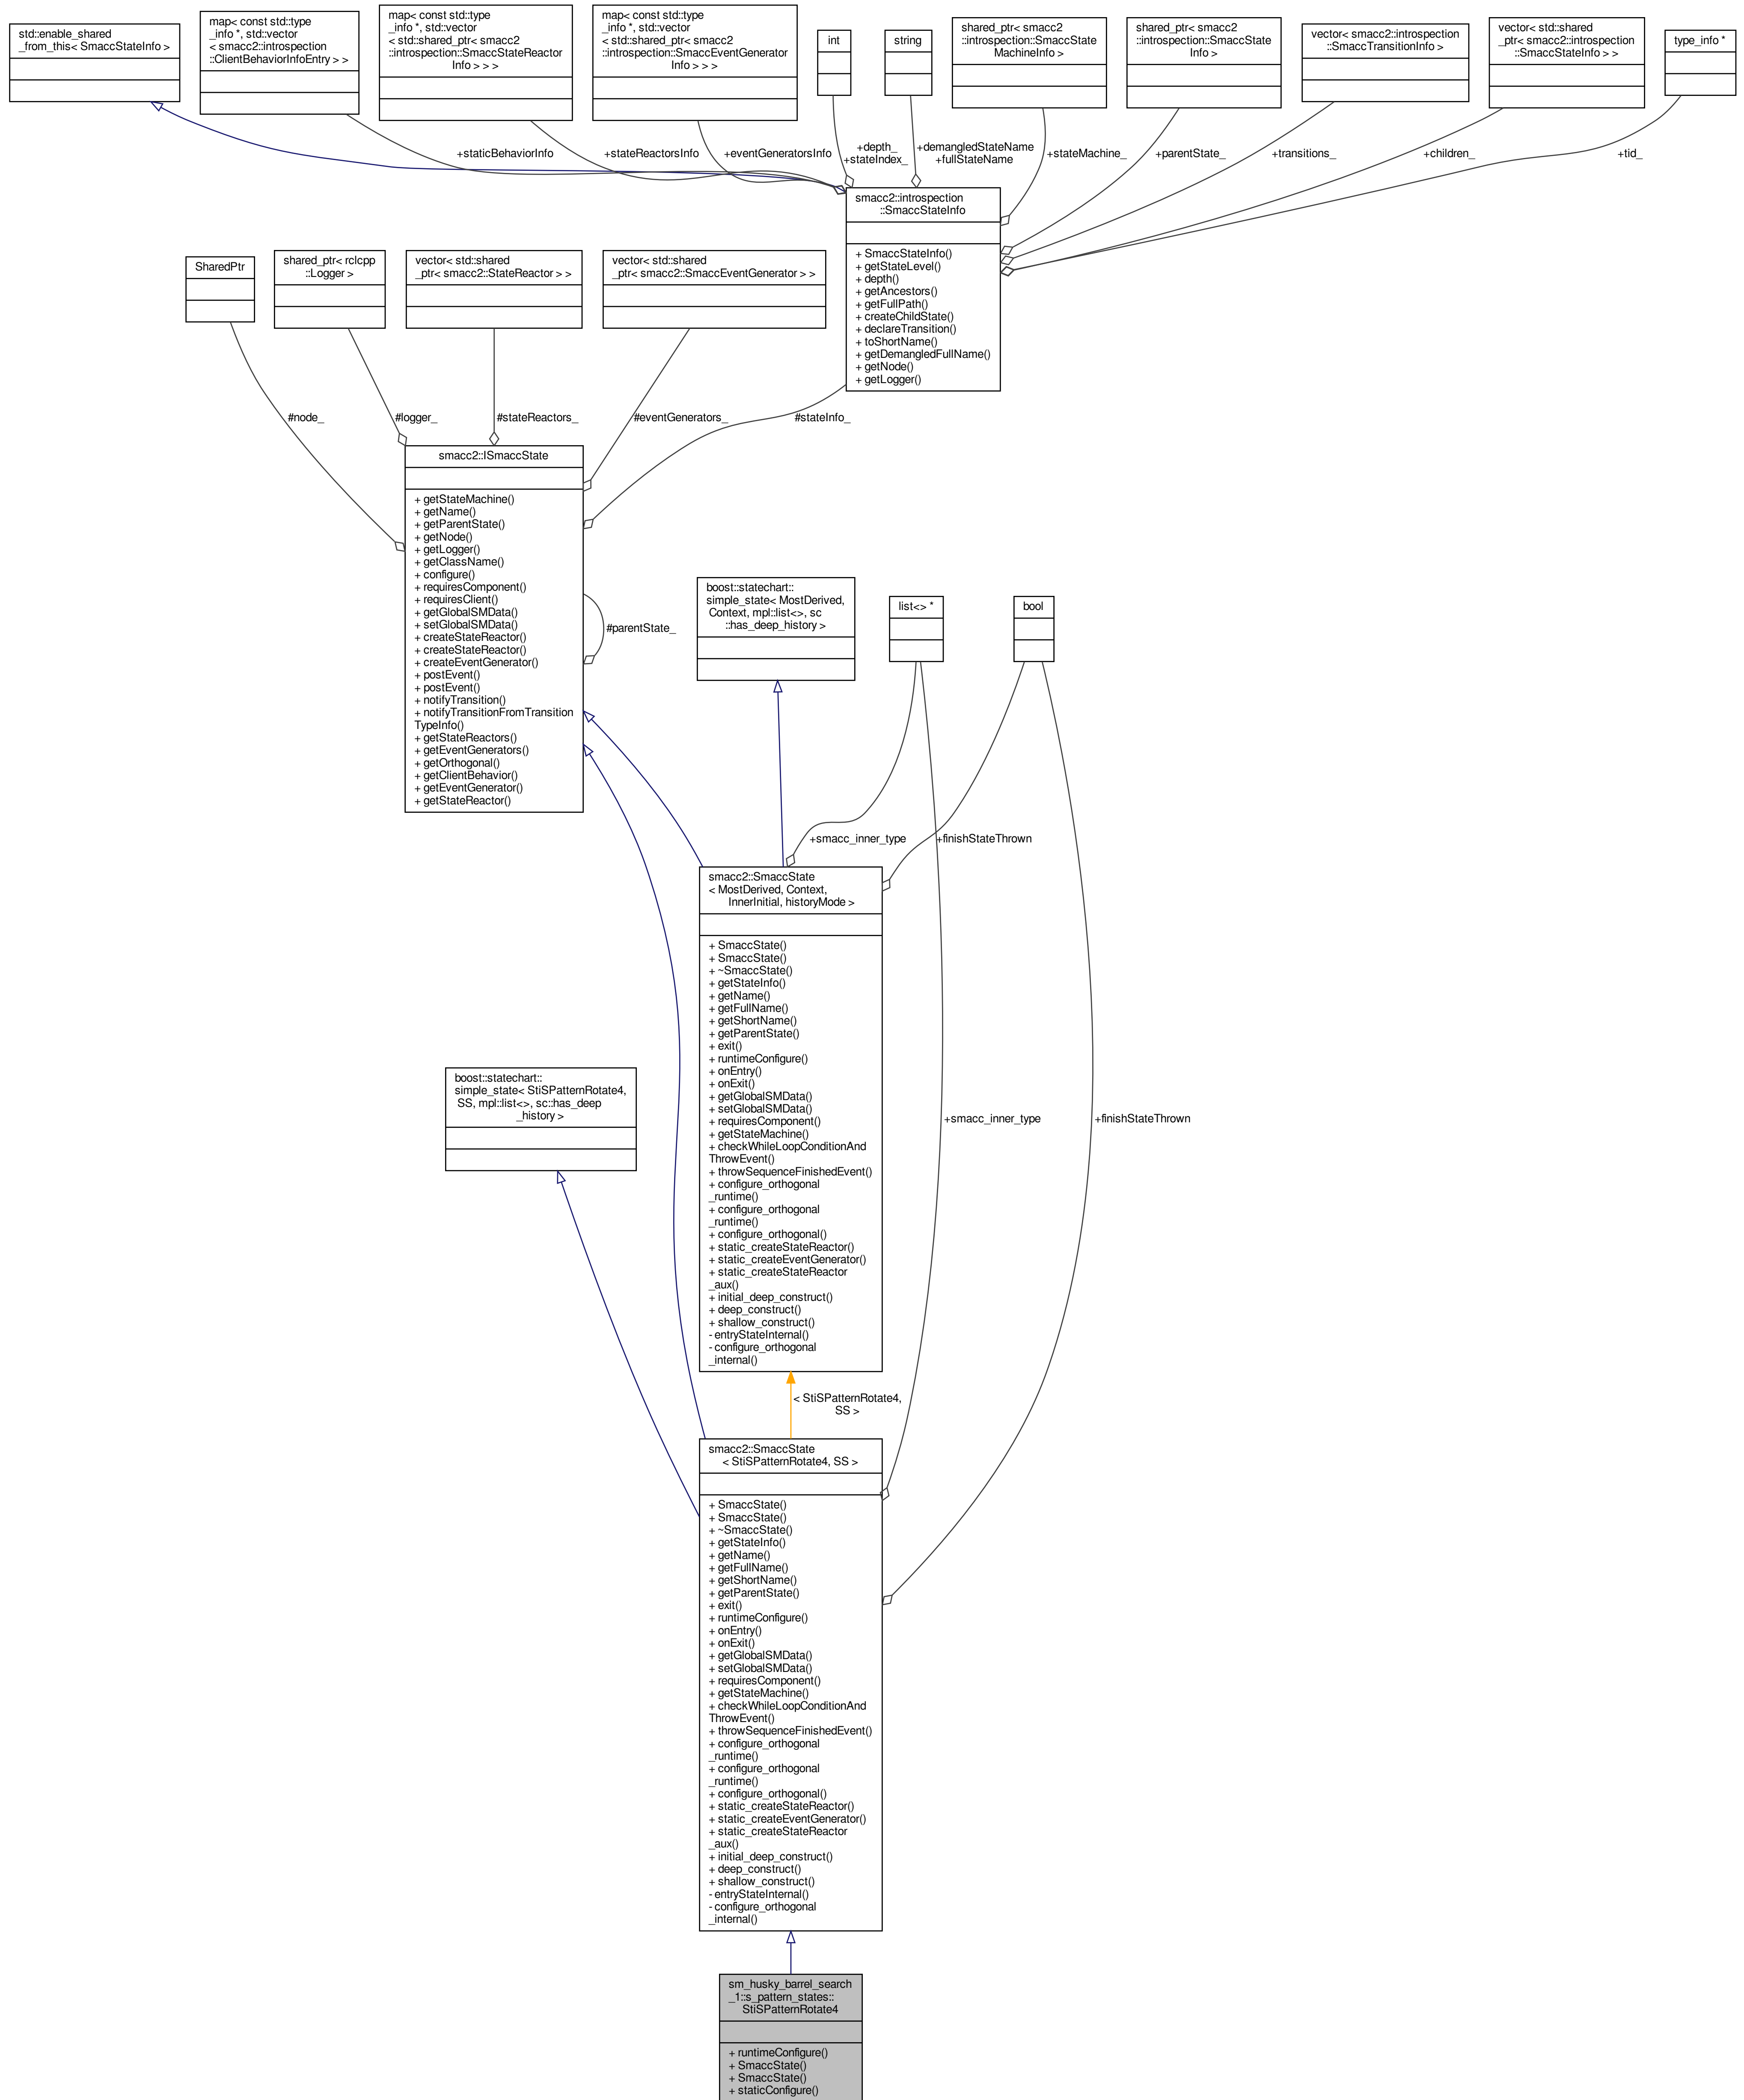 std::enable_shared
_from_this< SmaccStateInfo >
map< const std::type
_info *, std::vector
< smacc2::introspection
::ClientBehaviorInfoEntry > >
map< const std::type
_info *, std::vector
< std::shared_ptr< smacc2
::introspection::SmaccStateReactor
Info > > >
map< const std::type
_info *, std::vector
< std::shared_ptr< smacc2
::introspection::SmaccEventGenerator
Info > > >
int
string
shared_ptr< smacc2
::introspection::SmaccState
MachineInfo >
shared_ptr< smacc2
::introspection::SmaccState
Info >
vector< smacc2::introspection
::SmaccTransitionInfo >
vector< std::shared
_ptr< smacc2::introspection
::SmaccStateInfo > >
type_info *
+staticBehaviorInfo
+stateReactorsInfo
+eventGeneratorsInfo
+depth_
+stateIndex_
+demangledStateName
+fullStateName
+stateMachine_
+parentState_
+transitions_
+children_
+tid_
smacc2::introspection
::SmaccStateInfo
+ SmaccStateInfo()
+ getStateLevel()
+ depth()
+ getAncestors()
+ getFullPath()
+ createChildState()
+ declareTransition()
+ toShortName()
+ getDemangledFullName()
+ getNode()
+ getLogger()
SharedPtr
shared_ptr< rclcpp
::Logger >
vector< std::shared
_ptr< smacc2::StateReactor > >
vector< std::shared
_ptr< smacc2::SmaccEventGenerator > >
#node_
#logger_
#stateReactors_
#eventGenerators_
#stateInfo_
smacc2::ISmaccState
+ getStateMachine()
+ getName()
+ getParentState()
+ getNode()
+ getLogger()
+ getClassName()
+ configure()
+ requiresComponent()
+ requiresClient()
+ getGlobalSMData()
+ setGlobalSMData()
+ createStateReactor()
+ createStateReactor()
+ createEventGenerator()
+ postEvent()
+ postEvent()
+ notifyTransition()
+ notifyTransitionFromTransition
TypeInfo()
+ getStateReactors()
+ getEventGenerators()
+ getOrthogonal()
+ getClientBehavior()
+ getEventGenerator()
+ getStateReactor()
#parentState_
boost::statechart::
simple_state< MostDerived,
Context, mpl::list<>, sc
::has_deep_history >
list<> *
bool
+smacc_inner_type
+finishStateThrown
smacc2::SmaccState
< MostDerived, Context,
InnerInitial, historyMode >
+ SmaccState()
+ SmaccState()
+ ~SmaccState()
+ getStateInfo()
+ getName()
+ getFullName()
+ getShortName()
+ getParentState()
+ exit()
+ runtimeConfigure()
+ onEntry()
+ onExit()
+ getGlobalSMData()
+ setGlobalSMData()
+ requiresComponent()
+ getStateMachine()
+ checkWhileLoopConditionAnd
ThrowEvent()
+ throwSequenceFinishedEvent()
+ configure_orthogonal
_runtime()
+ configure_orthogonal
_runtime()
+ configure_orthogonal()
+ static_createStateReactor()
+ static_createEventGenerator()
+ static_createStateReactor
_aux()
+ initial_deep_construct()
+ deep_construct()
+ shallow_construct()
- entryStateInternal()
- configure_orthogonal
_internal()
boost::statechart::
simple_state< StiSPatternRotate4,
SS, mpl::list<>, sc::has_deep
_history >
+smacc_inner_type
+finishStateThrown
< StiSPatternRotate4,
SS >
smacc2::SmaccState
< StiSPatternRotate4, SS >
+ SmaccState()
+ SmaccState()
+ ~SmaccState()
+ getStateInfo()
+ getName()
+ getFullName()
+ getShortName()
+ getParentState()
+ exit()
+ runtimeConfigure()
+ onEntry()
+ onExit()
+ getGlobalSMData()
+ setGlobalSMData()
+ requiresComponent()
+ getStateMachine()
+ checkWhileLoopConditionAnd
ThrowEvent()
+ throwSequenceFinishedEvent()
+ configure_orthogonal
_runtime()
+ configure_orthogonal
_runtime()
+ configure_orthogonal()
+ static_createStateReactor()
+ static_createEventGenerator()
+ static_createStateReactor
_aux()
+ initial_deep_construct()
+ deep_construct()
+ shallow_construct()
- entryStateInternal()
- configure_orthogonal
_internal()
sm_husky_barrel_search
_1::s_pattern_states::
StiSPatternRotate4
+ runtimeConfigure()
+ SmaccState()
+ SmaccState()
+ staticConfigure()